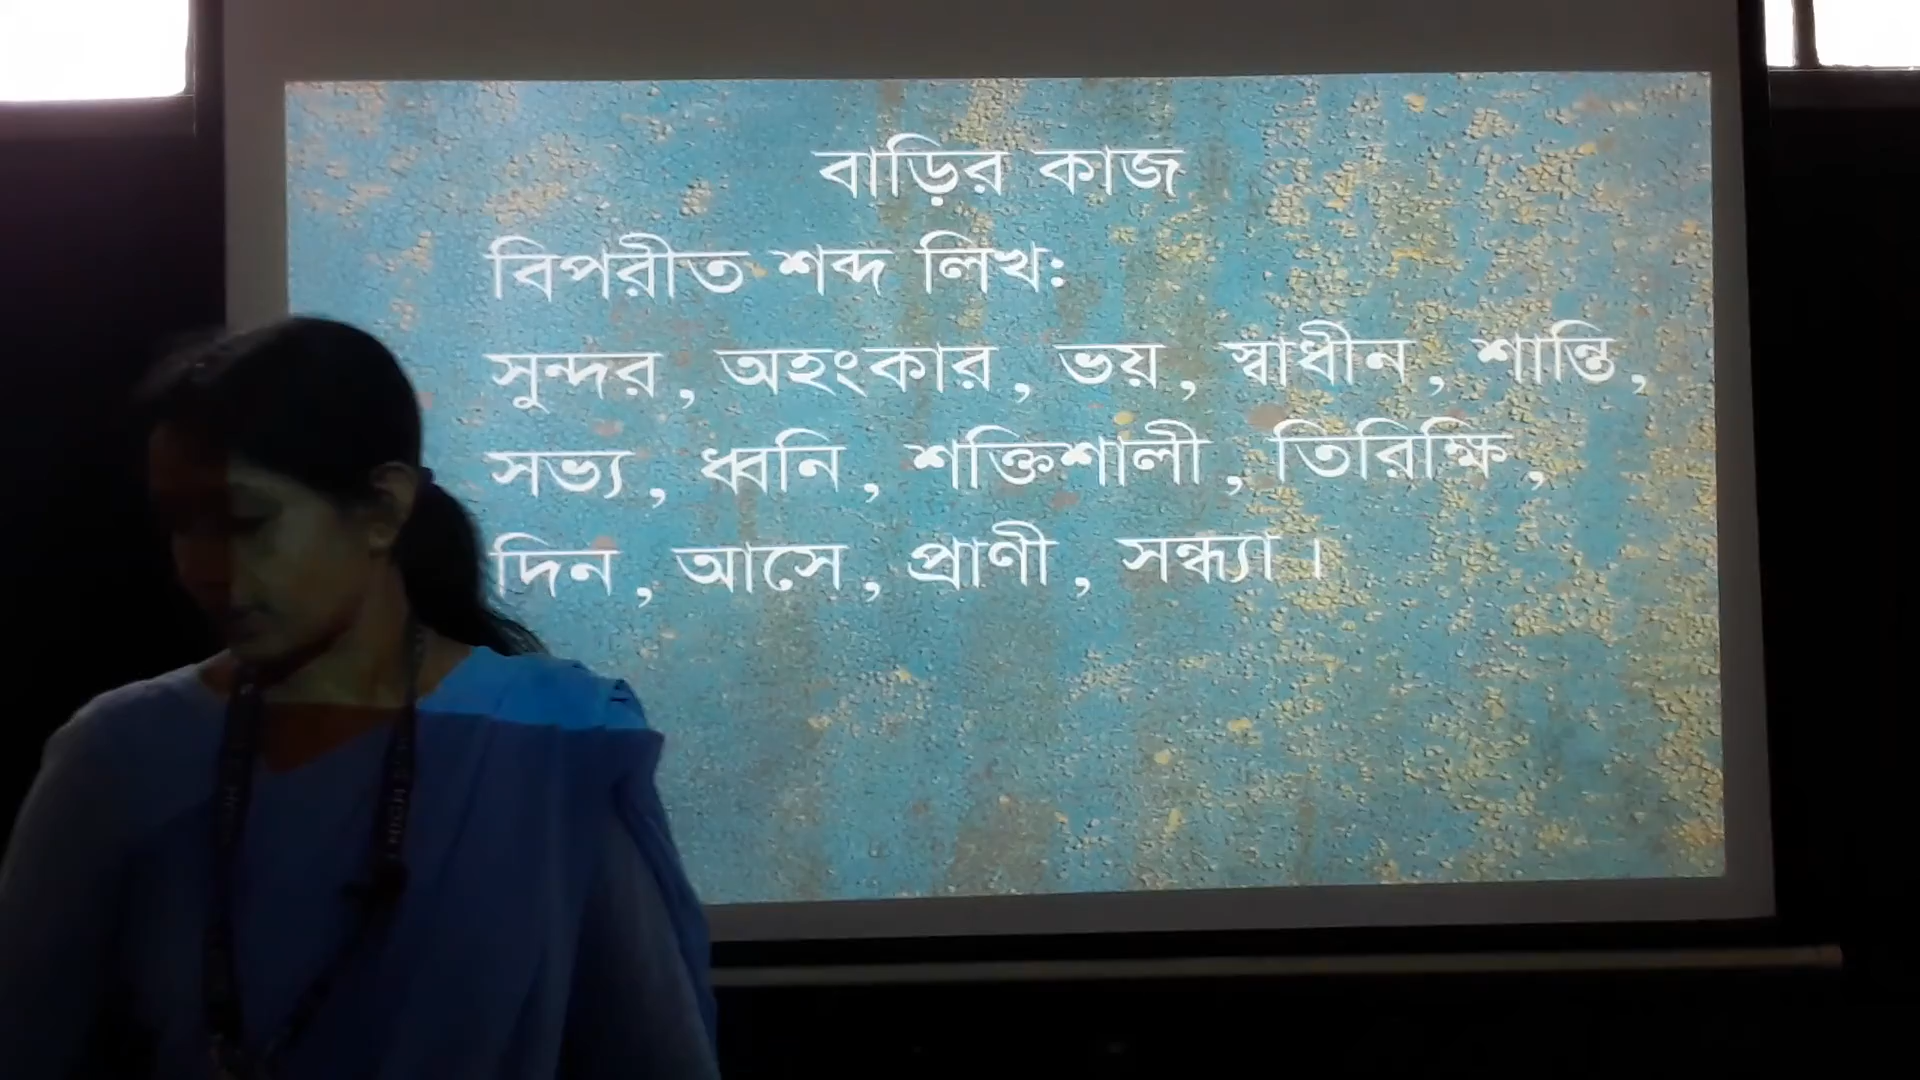 বাড়ির কাজ
বিপরীত শব্দ লিখ:
সুন্দর , অহংকার , ভয় , স্বাধীন , শান্তি ,
সভ্য , ধ্বনি , শক্তিশালী , তিরিক্ষি ,
দিন , আসে , প্রাণী , সন্ধ্যা ।